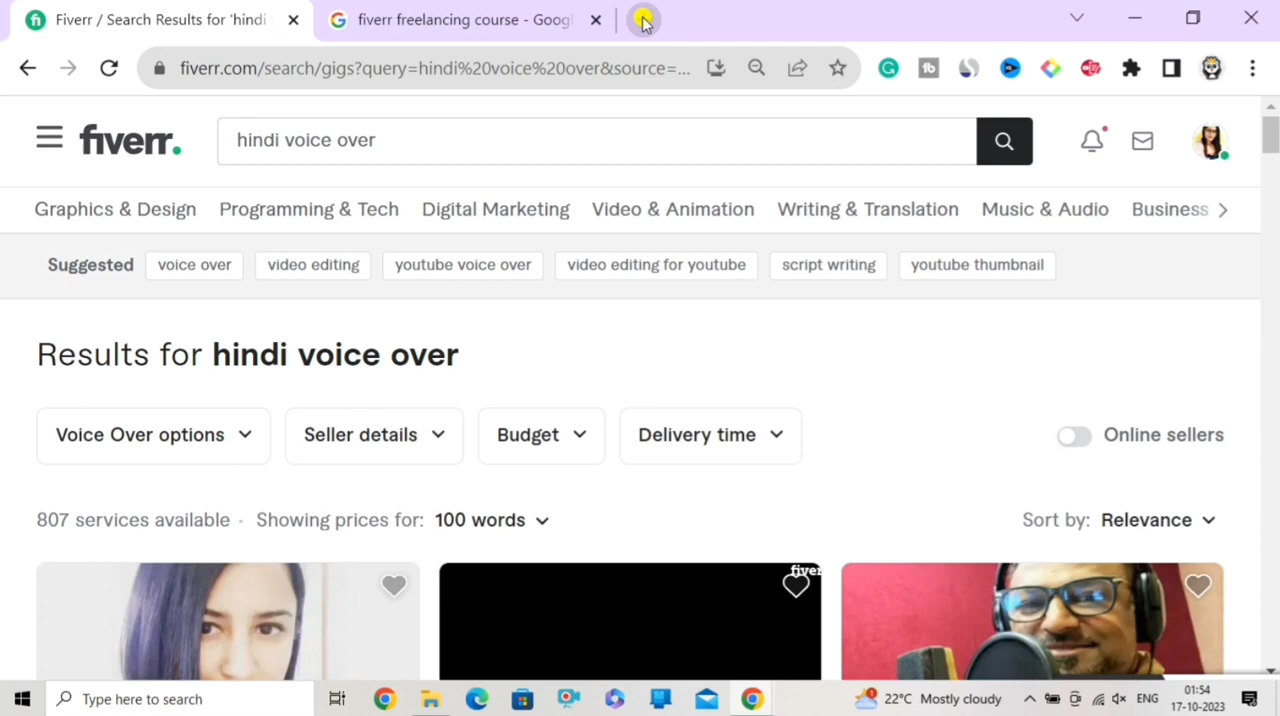 Fiverr / Search Results for 'hindi
fiverr freelancing course - Goog
fiverr.com/search/gigs?query=hindi%20voice%20over&source=...
fiverr.
hindi voice over
Graphics & Design Programming & Tech Digital Marketing Video & Animation Writing & Translation Music & Audio Business
Suggested voice over video editing youtube voice over video editing for youtube script writing youtube thumbnail
Results for hindi voice over
Voice Over options Seller details Budget Delivery time Online sellers
807 services available - Showing prices for: 100 words Sort by: Relevance
fiver
Type here to search 22°C Mostly cloudy ENG 01:54
17-10-2023